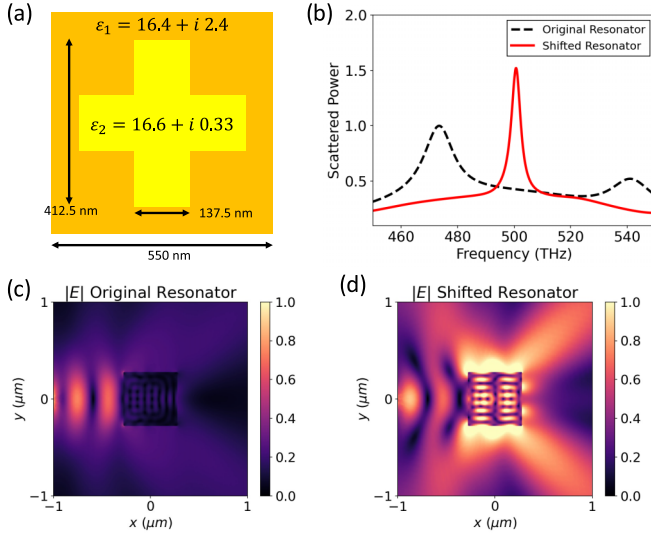 (a)
ε₁ = 16.4 + i 2.4
ε₂ = 16.6 + i 0.33
412.5 nm
137.5 nm
550 nm
(b)
Original Resonator
Shifted Resonator
Scattered Power
2.0
1.5
1.0
0.5
460 480 500 520 540
Frequency (THz)
(c)
|E| Original Resonator
y (μm)
1
0
−1
−1 0 1
x (μm)
1.0
0.8
0.6
0.4
0.2
0.0
(d)
|E| Shifted Resonator
y (μm)
1
0
−1
−1 0 1
x (μm)
1.0
0.8
0.6
0.4
0.2
0.0